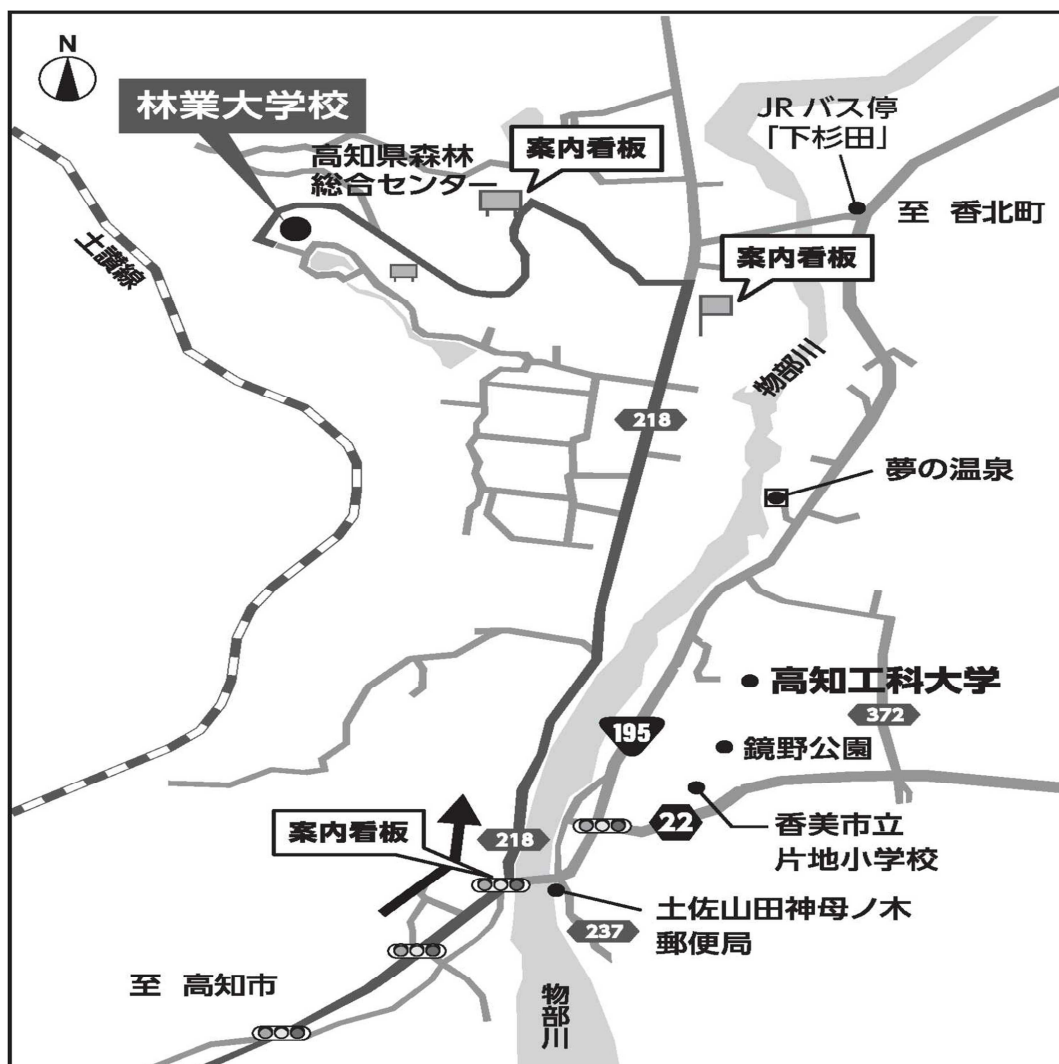 N
林業大学校
高知県森林
総合センター
案内看板
JRバス停
「下杉田」
至 香北町
案内看板
土讃線
物部川
218
夢の温泉
高知工科大学
195
372
鏡野公園
案内看板
218
22
香美市立
片地小学校
土佐山田神母ノ木
郵便局
237
至 高知市
物部川